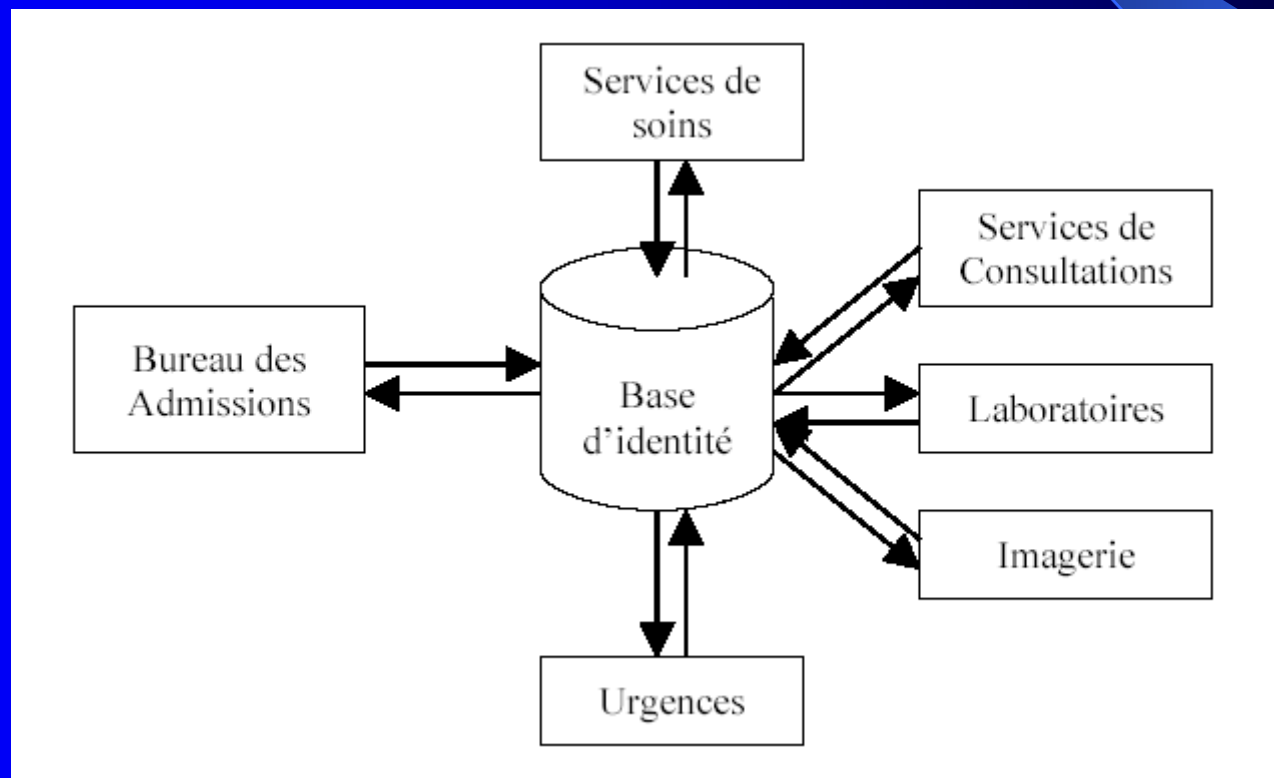 Services de
soins
Services de
Consultations
Bureau des
Admissions
Base
d'identité
Laboratoires
Imagerie
Urgences